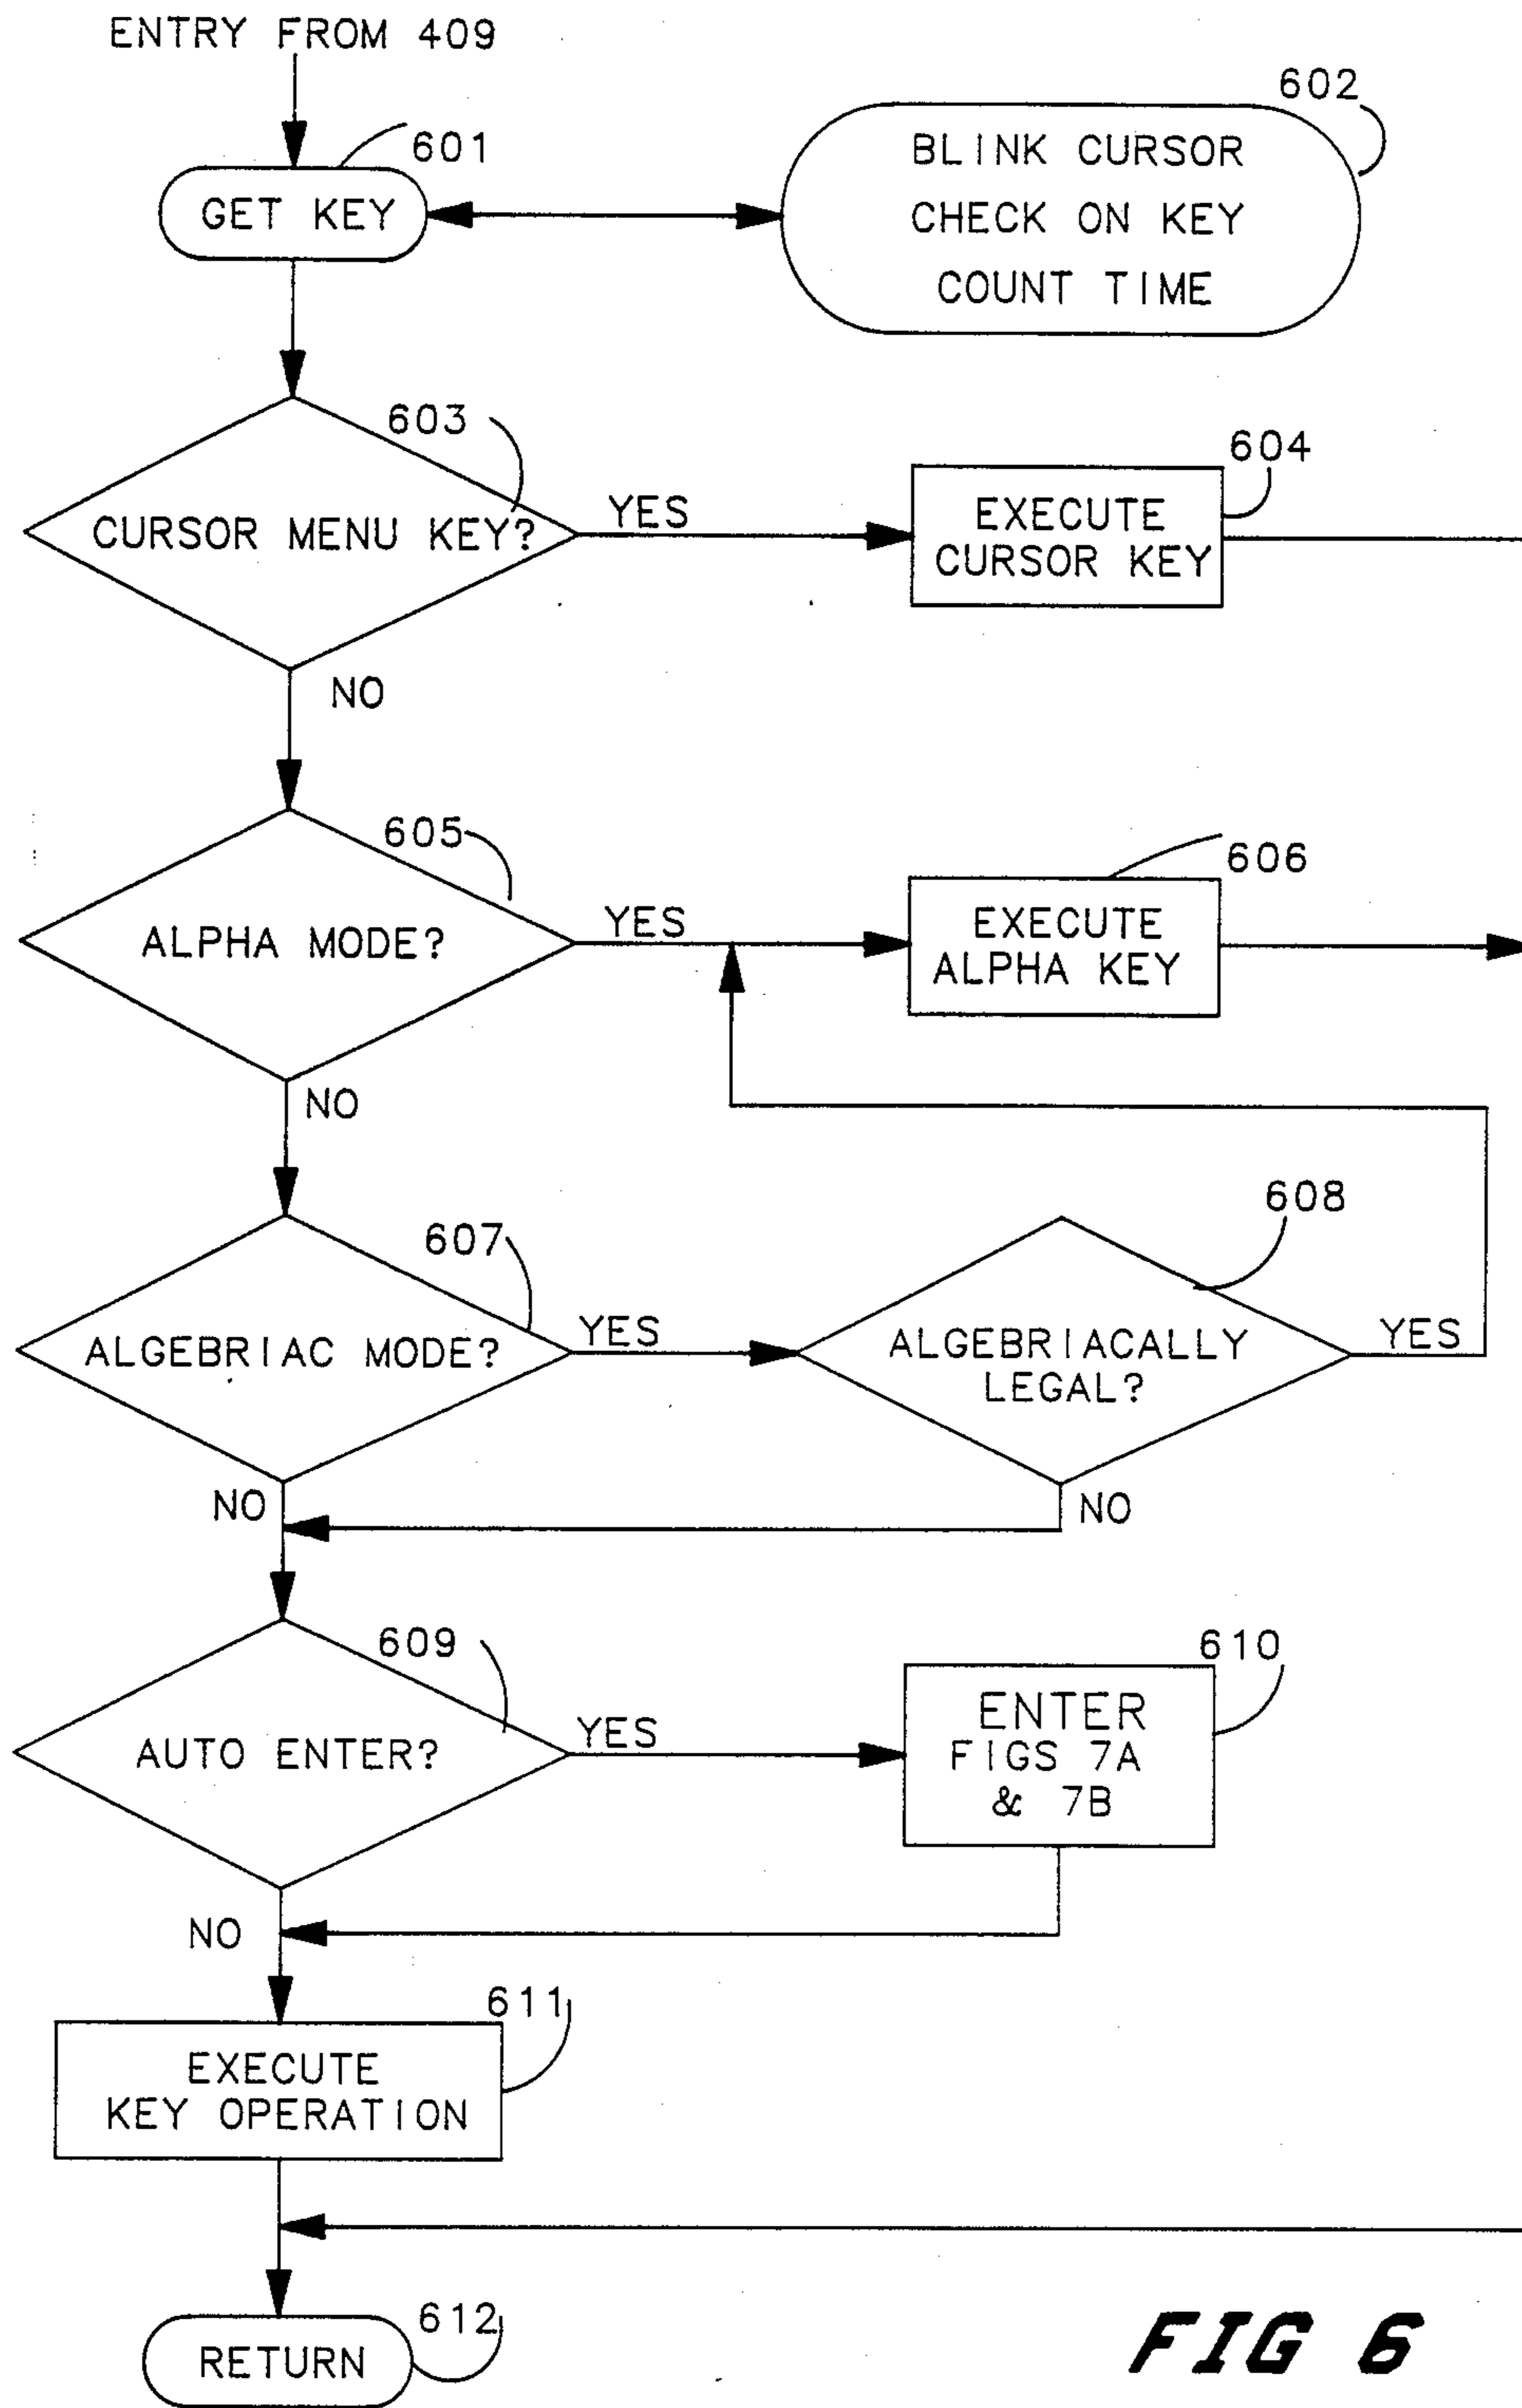 ENTRY FROM 409
601
GET KEY
602
BLINK CURSOR
CHECK ON KEY
COUNT TIME
603
CURSOR MENU KEY?
YES
604
EXECUTE
CURSOR KEY
NO
605
ALPHA MODE?
YES
606
EXECUTE
ALPHA KEY
NO
607
ALGEBRIAC MODE?
YES
608
ALGEBRIACALLY
LEGAL?
YES
NO
NO
609
AUTO ENTER?
YES
610
ENTER
FIGS 7A
& 7B
NO
611
EXECUTE
KEY OPERATION
612
RETURN
FIG 6